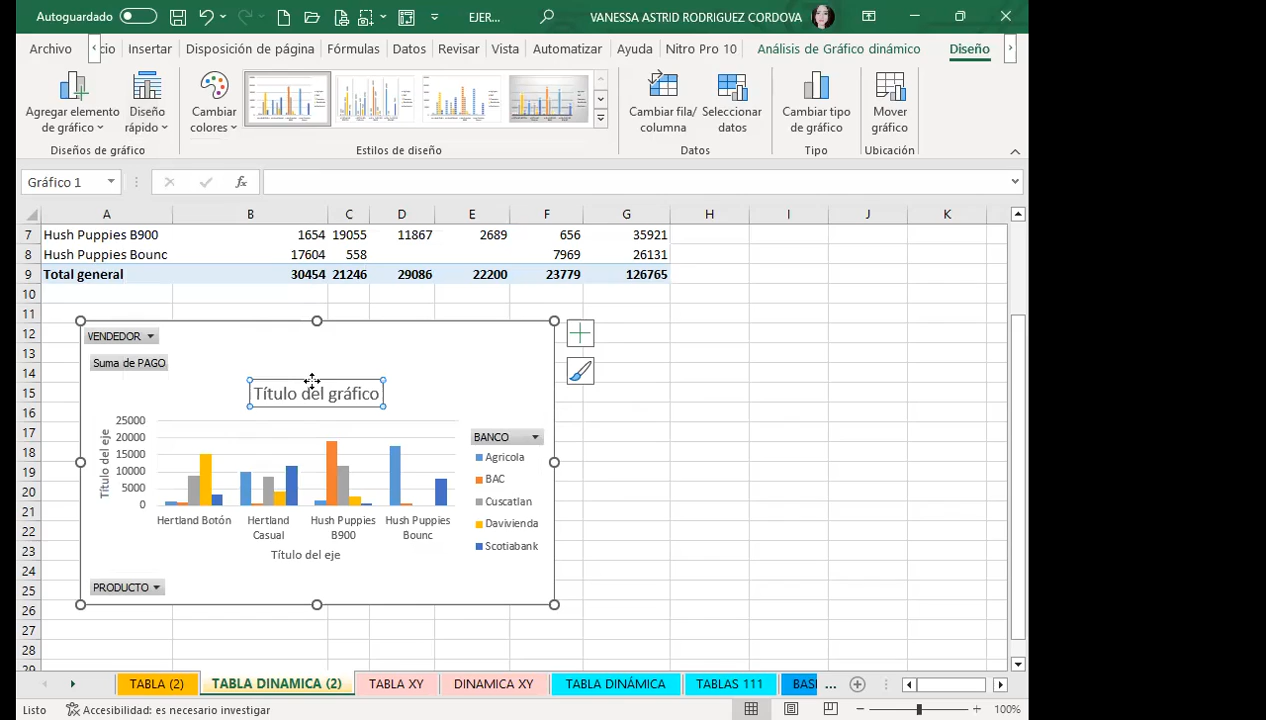 Autoguardado
EJER...
VANESSA ASTRID RODRIGUEZ CORDOVA
Archivo
cio
Insertar
Disposición de página
Fórmulas
Datos
Revisar
Vista
Automatizar
Ayuda
Nitro Pro 10
Análisis de Gráfico dinámico
Diseño
Agregar elemento
de gráfico
Diseño
rápido
Cambiar
colores
Cambiar fila/
columna
Seleccionar
datos
Cambiar tipo
de gráfico
Mover
gráfico
Diseños de gráfico
Estilos de diseño
Datos
Tipo
Ubicación
Gráfico 1
fx
A B C D E F G H I J K
7 Hush Puppies B900 1654 19055 11867 2689 656 35921
8 Hush Puppies Bounc 17604 558 7969 26131
9 Total general 30454 21246 29086 22200 23779 126765
10
11
12
13
14
15
16
17
18
19
20
21
22
23
24
25
26
27
28
29
VENDEDOR
Suma de PAGO
Título del gráfico
25000
20000
15000
10000
5000
0
Título del eje
Hertland Botón
Hertland
Casual
Hush Puppies
B900
Hush Puppies
Bounc
Título del eje
BANCO
Agricola
BAC
Cuscatlan
Davivienda
Scotiabank
PRODUCTO
TABLA (2)
TABLA DINAMICA (2)
TABLA XY
DINAMICA XY
TABLA DINÁMICA
TABLAS 111
BASI
...
Listo
Accesibilidad: es necesario investigar
100%